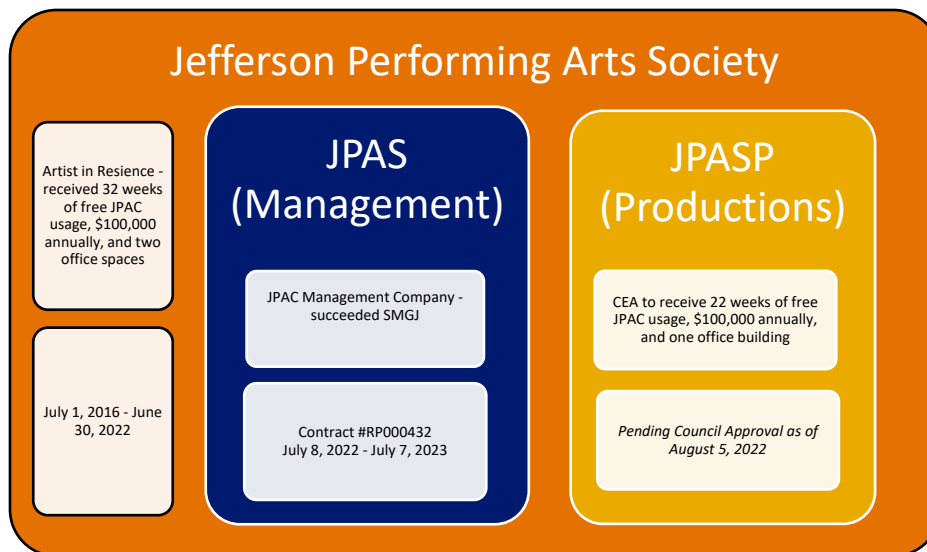 Jefferson Performing Arts Society
Artist in Resience -
received 32 weeks
of free JPAC
usage, $100,000
annually, and two
office spaces
July 1, 2016 - June
30, 2022
JPAS
(Management)
JPAC Management Company -
succeeded SMGJ
Contract #RP000432
July 8, 2022 - July 7, 2023
JPASP
(Productions)
CEA to receive 22 weeks of free
JPAC usage, $100,000 annually,
and one office building
Pending Council Approval as of
August 5, 2022